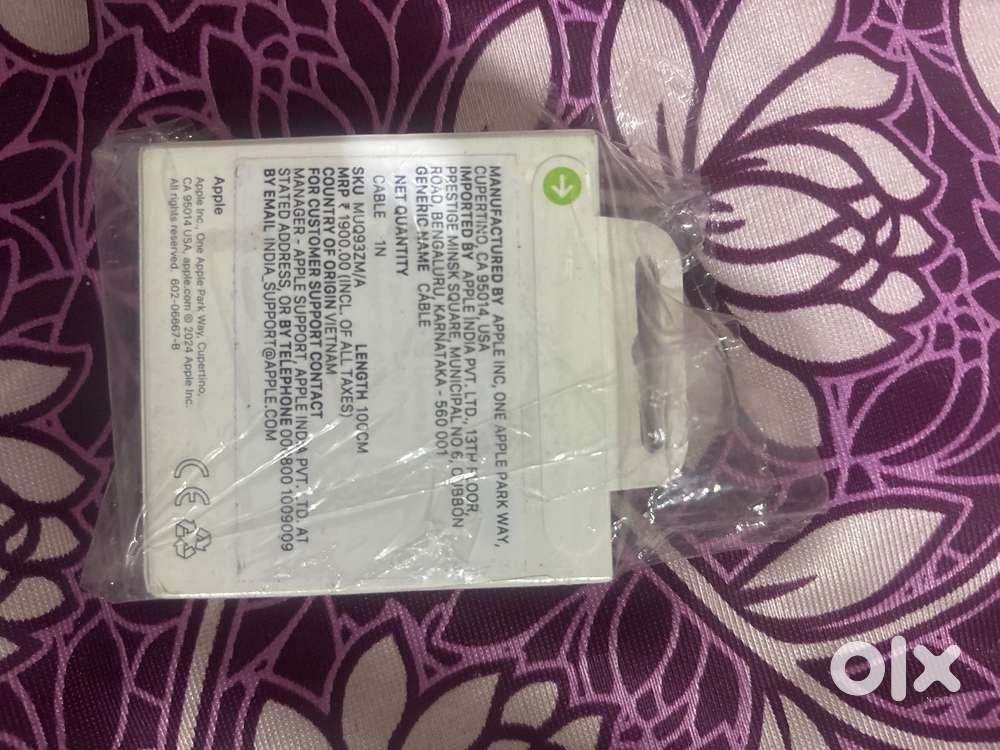 MANUFACTURED BY APPLE INC, ONE APPLE PARK WAY,
CUPERTINO, CA 95014, USA
IMPORTED BY APPLE INDIA PVT. LTD., 13TH FLOOR,
PRESTIGE MINSK SQUARE, MUNICIPAL NO 6, CUBBON
ROAD, BENGALURU, KARNATAKA - 560 001
GENERIC NAME CABLE
NET QUANTITY
CABLE 1N
SKU MUQ93ZM/A LENGTH 100CM
MRP ₹ 1900.00 (INCL. OF ALL TAXES)
COUNTRY OF ORIGIN VIETNAM
FOR CUSTOMER SUPPORT CONTACT
MANAGER - APPLE SUPPORT, APPLE INDIA PVT. LTD. AT
STATED ADDRESS, OR BY TELEPHONE 000800 1009009
BY EMAIL INDIA_SUPPORT@APPLE.COM
Apple
Apple Inc., One Apple Park Way, Cupertino,
CA 95014 USA, apple.com © 2024 Apple Inc.
All rights reserved. 602-06667-B
CE
olx